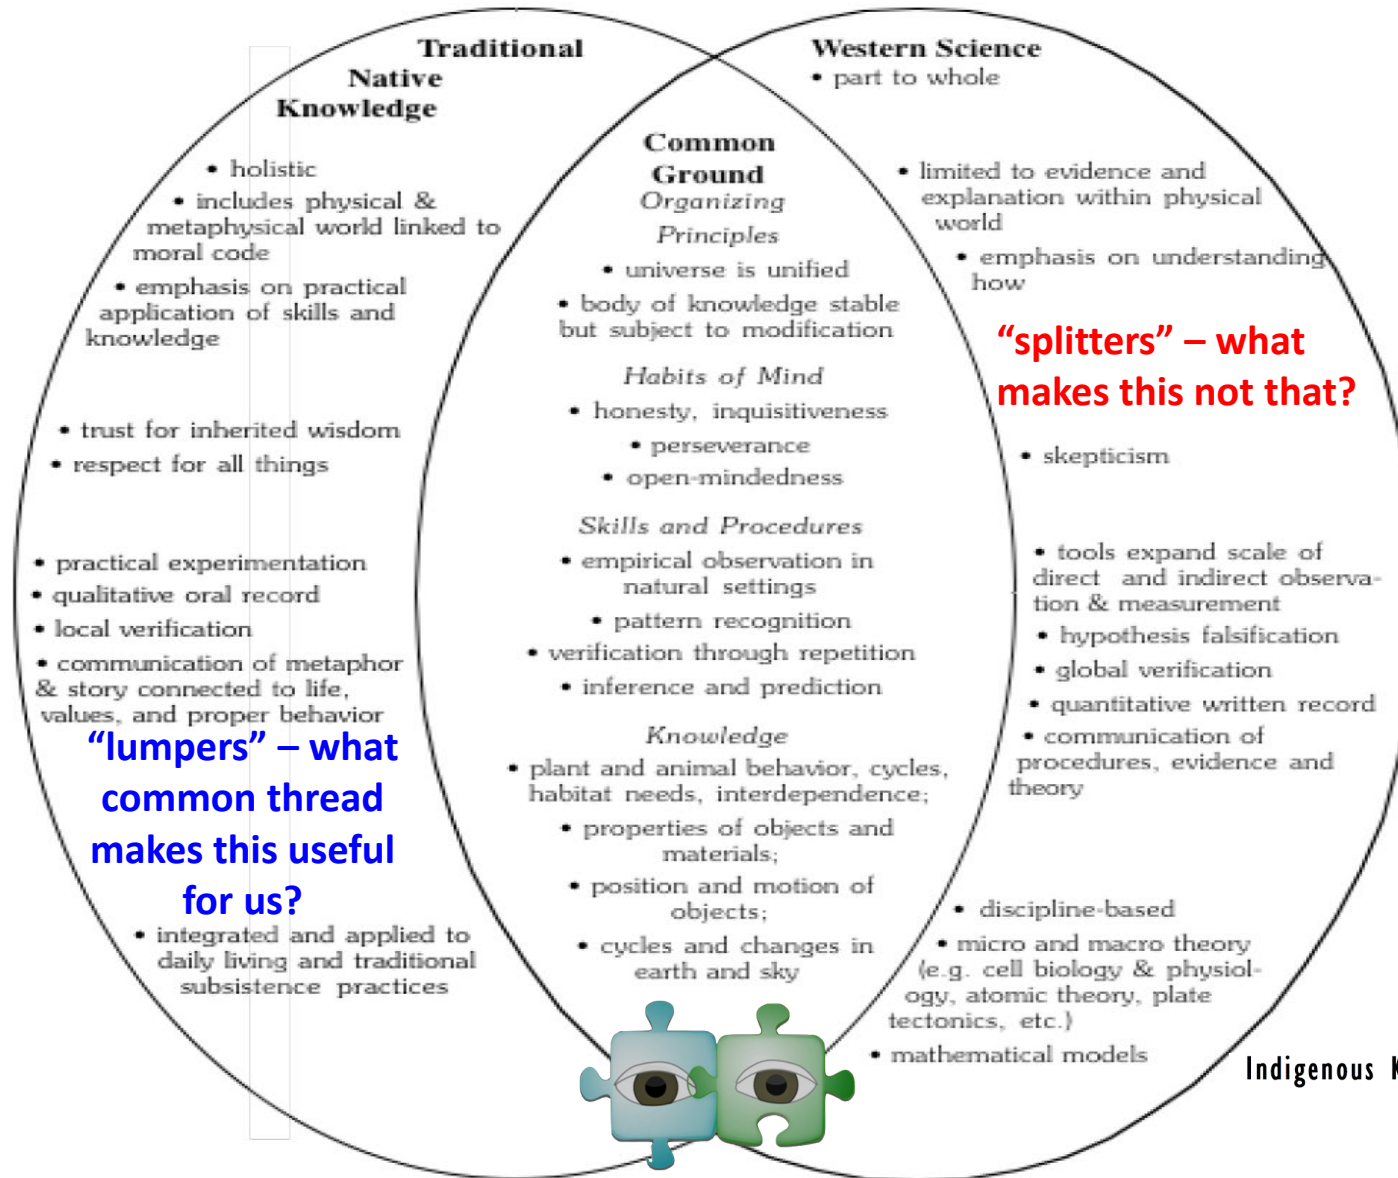 Traditional
Native
Knowledge
• holistic
• includes physical &
metaphysical world linked to
moral code
• emphasis on practical
application of skills and
knowledge
• trust for inherited wisdom
• respect for all things
• practical experimentation
• qualitative oral record
• local verification
• communication of metaphor
& story connected to life,
values, and proper behavior
“lumpers” – what
common thread
makes this useful
for us?
• integrated and applied to
daily living and traditional
subsistence practices
Common
Ground
Organizing
Principles
• universe is unified
• body of knowledge stable
but subject to modification
Habits of Mind
• honesty, inquisitiveness
• perseverance
• open-mindedness
Skills and Procedures
• empirical observation in
natural settings
• pattern recognition
• verification through repetition
• inference and prediction
Knowledge
• plant and animal behavior, cycles,
habitat needs, interdependence;
• properties of objects and
materials;
• position and motion of
objects;
• cycles and changes in
earth and sky
Western Science
• part to whole
• limited to evidence and
explanation within physical
world
• emphasis on understanding
how
“splitters” – what
makes this not that?
• skepticism
• tools expand scale of
direct and indirect observa-
tion & measurement
• hypothesis falsification
• global verification
• quantitative written record
• communication of
procedures, evidence and
theory
• discipline-based
• micro and macro theory
(e.g. cell biology & physiol-
ogy, atomic theory, plate
tectonics, etc.)
• mathematical models
Indigenous